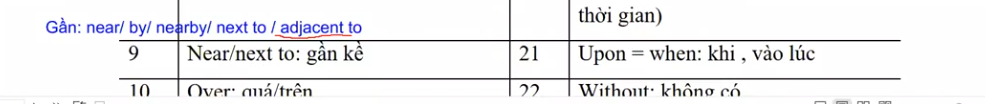 thời gian)
Gần: near/ by/ nearby/ next to / adjacent to
9 Near/next to: gần kề 21 Upon = when: khi , vào lúc
10 Over: quá/trên 22 Without: không có